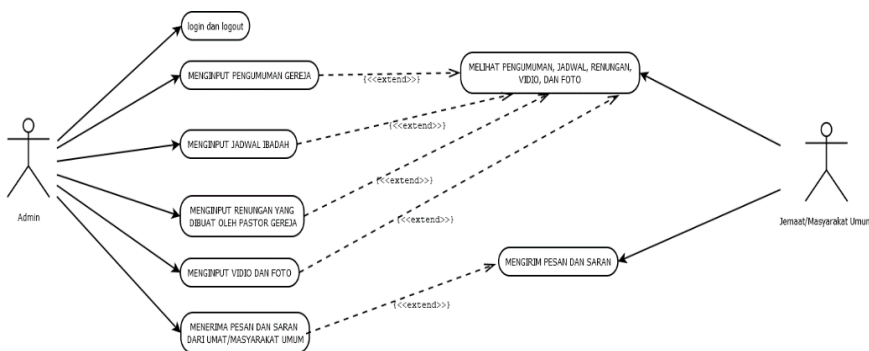 login dan logout
MENGINPUT PENGUMUMAN GEREJA
{<<extend>>}
MELIHAT PENGUMUMAN, JADWAL, RENUNGAN,
VIDIO, DAN FOTO
MENGINPUT JADWAL IBADAH
{<<extend>>}
{<<extend>>}
MENGINPUT RENUNGAN YANG
DIBUAT OLEH PASTOR GEREJA
{<<extend>>}
Admin
Jemaat/Masyarakat Umum
MENGINPUT VIDIO DAN FOTO
MENGIRIM PESAN DAN SARAN
{<<extend>>}
MENERIMA PESAN DAN SARAN
DARI UMAT/MASYARAKAT UMUM